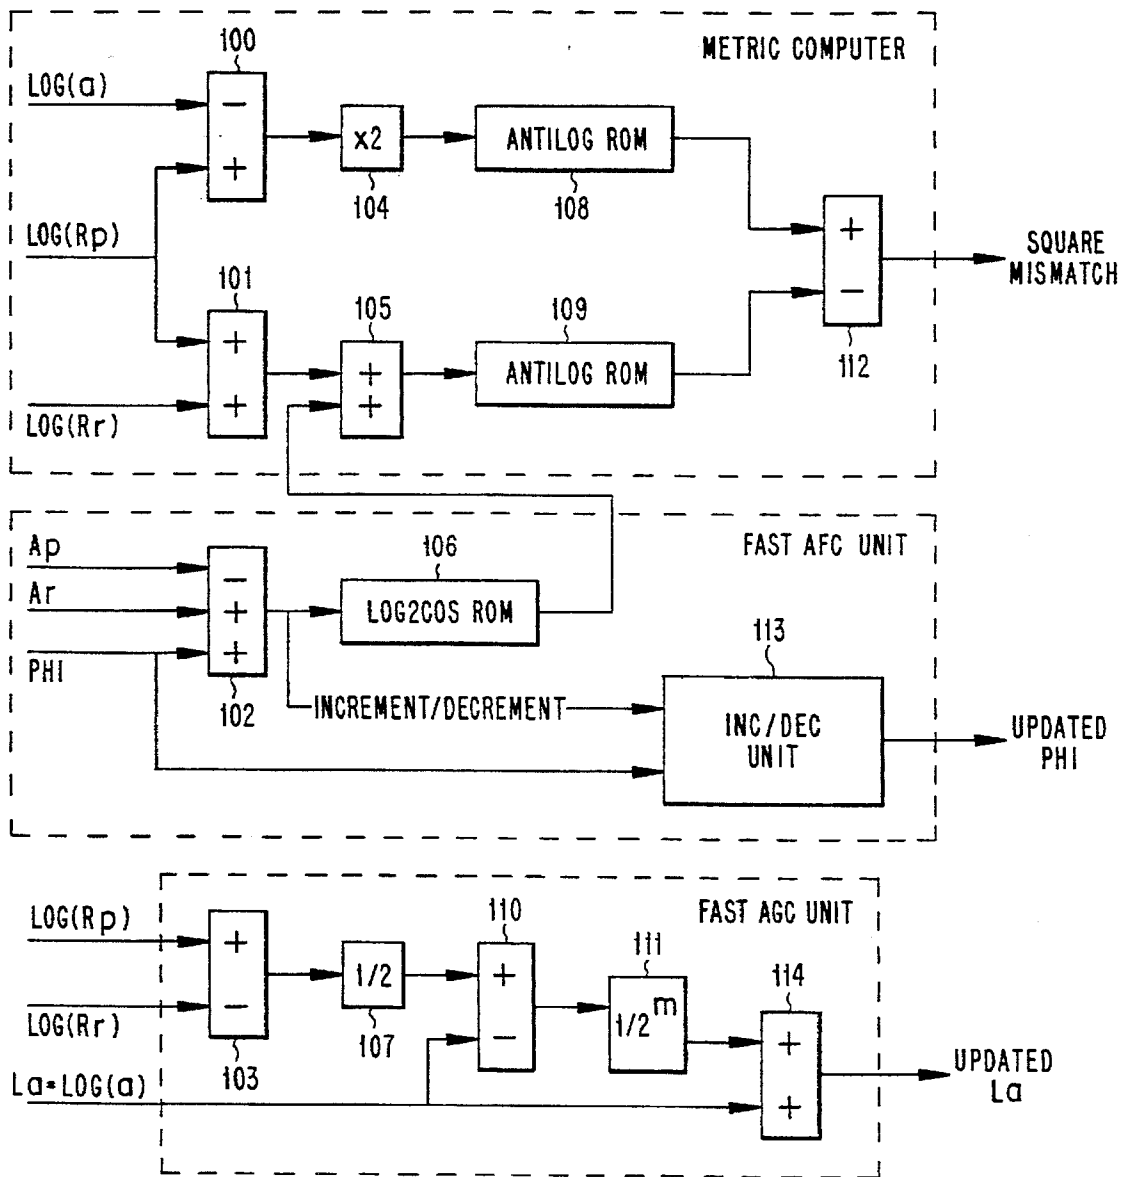 METRIC COMPUTER
100
LOG(a)
−
+
x2
104
ANTILOG ROM
108
LOG(Rp)
+
−
112
SQUARE
MISMATCH
101
+
+
105
+
+
109
ANTILOG ROM
LOG(Rr)
FAST AFC UNIT
Ap
Ar
PHI
−
+
+
102
106
LOG2COS ROM
INCREMENT/DECREMENT
113
INC/DEC
UNIT
UPDATED
PHI
FAST AGC UNIT
LOG(Rp)
+
−
103
LOG(Rr)
1/2
107
110
+
−
111
1/2 m
114
+
+
La=LOG(a)
UPDATED
La